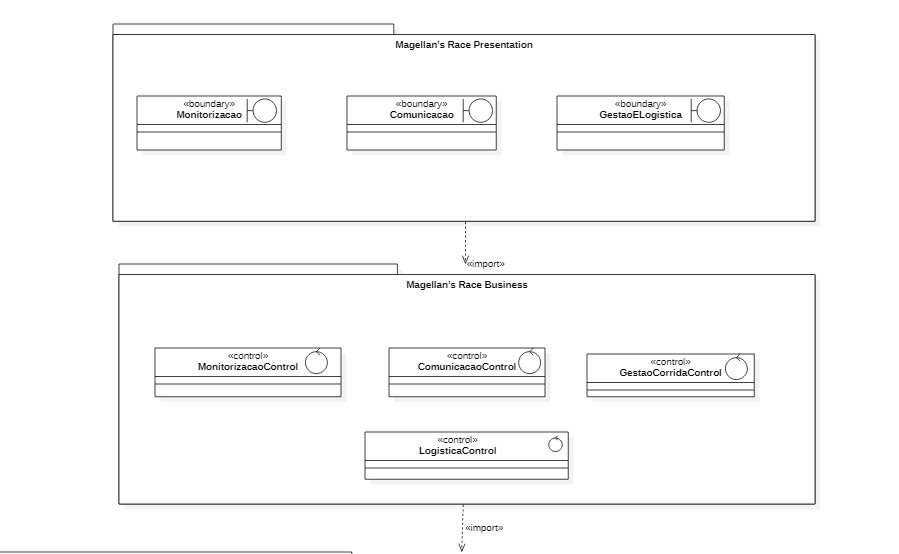 Magellan's Race Presentation
«boundary»
Monitorizacao
«boundary»
Comunicacao
«boundary»
GestaoELogistica
«import»
Magellan's Race Business
«control»
MonitorizacaoControl
«control»
ComunicacaoControl
«control»
GestaoCorridaControl
«control»
LogisticaControl
«import»